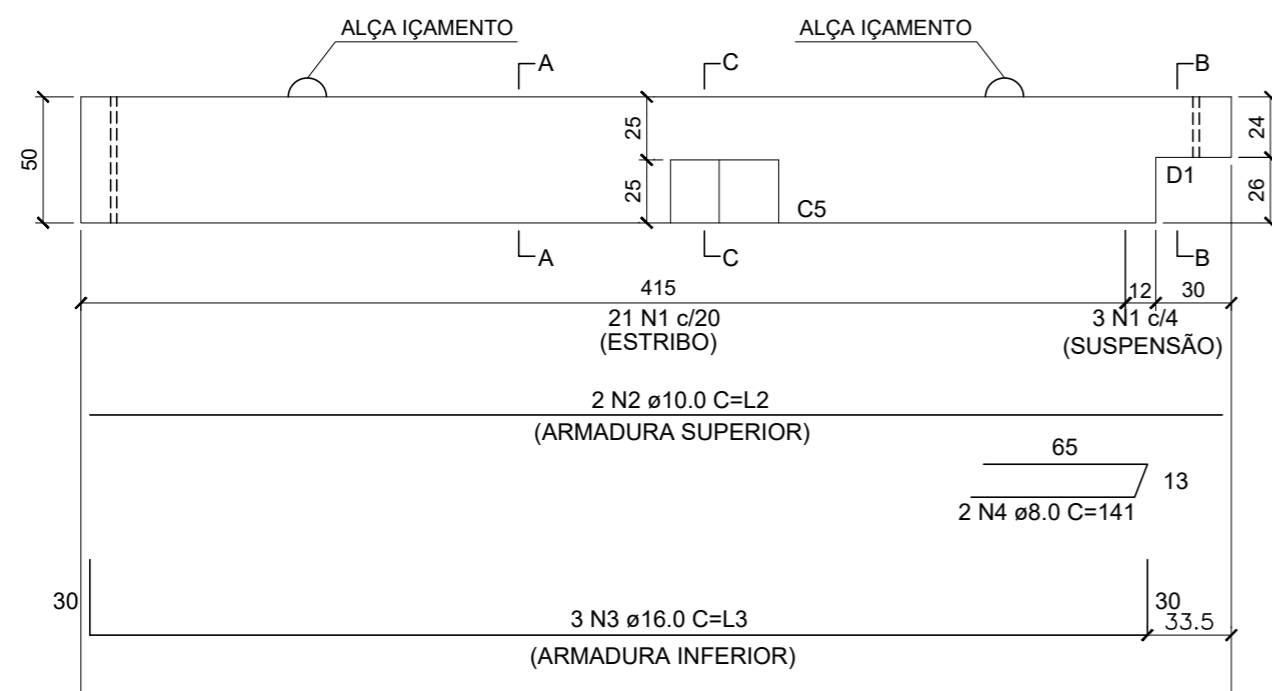 ALÇA IÇAMENTO
ALÇA IÇAMENTO
A
C
B
50
25
25
24
26
D1
C5
A
C
B
415
12
30
21 N1 c/20
(ESTRIBO)
3 N1 c/4
(SUSPENSÃO)
2 N2 ø10.0 C=L2
(ARMADURA SUPERIOR)
65
13
2 N4 ø8.0 C=141
30
3 N3 ø16.0 C=L3
30
33.5
(ARMADURA INFERIOR)